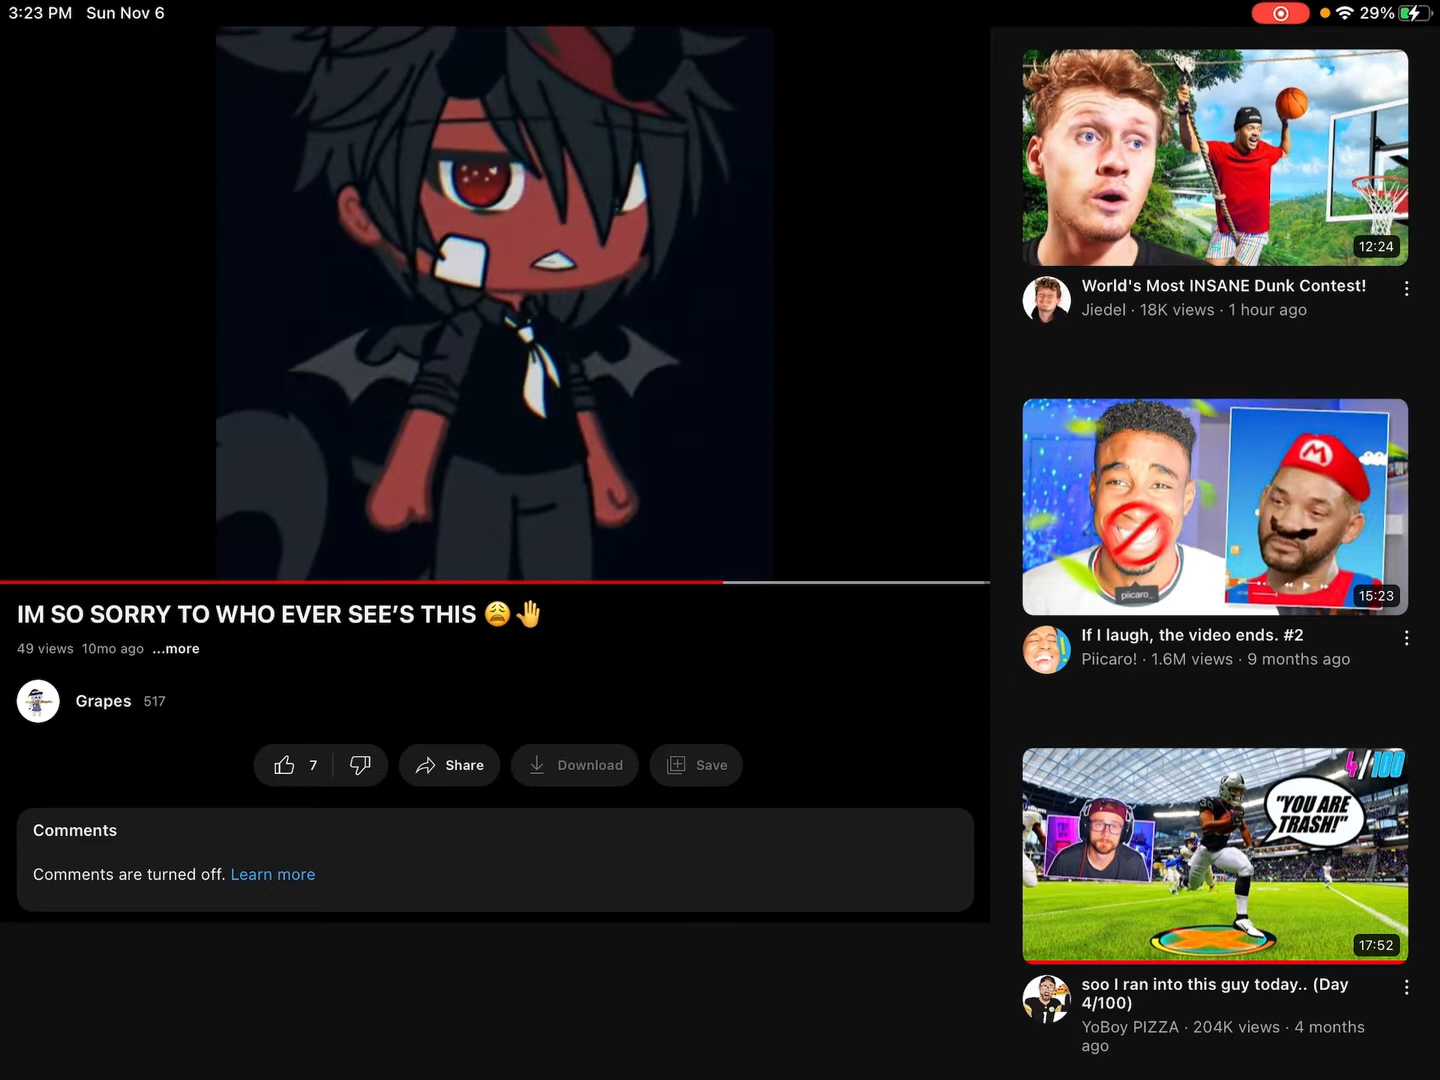 3:23 PM Sun Nov 6
29%
IM SO SORRY TO WHO EVER SEE’S THIS 😩🤚
49 views 10mo ago ...more
Grapes 517
7 Share Download Save
Comments
Comments are turned off. Learn more
12:24
World's Most INSANE Dunk Contest!
Jiedel · 18K views · 1 hour ago
M
piicaro_
15:23
If I laugh, the video ends. #2
Piicaro! · 1.6M views · 9 months ago
4/100
"YOU ARE
TRASH!"
17:52
soo I ran into this guy today.. (Day
4/100)
YoBoy PIZZA · 204K views · 4 months
ago